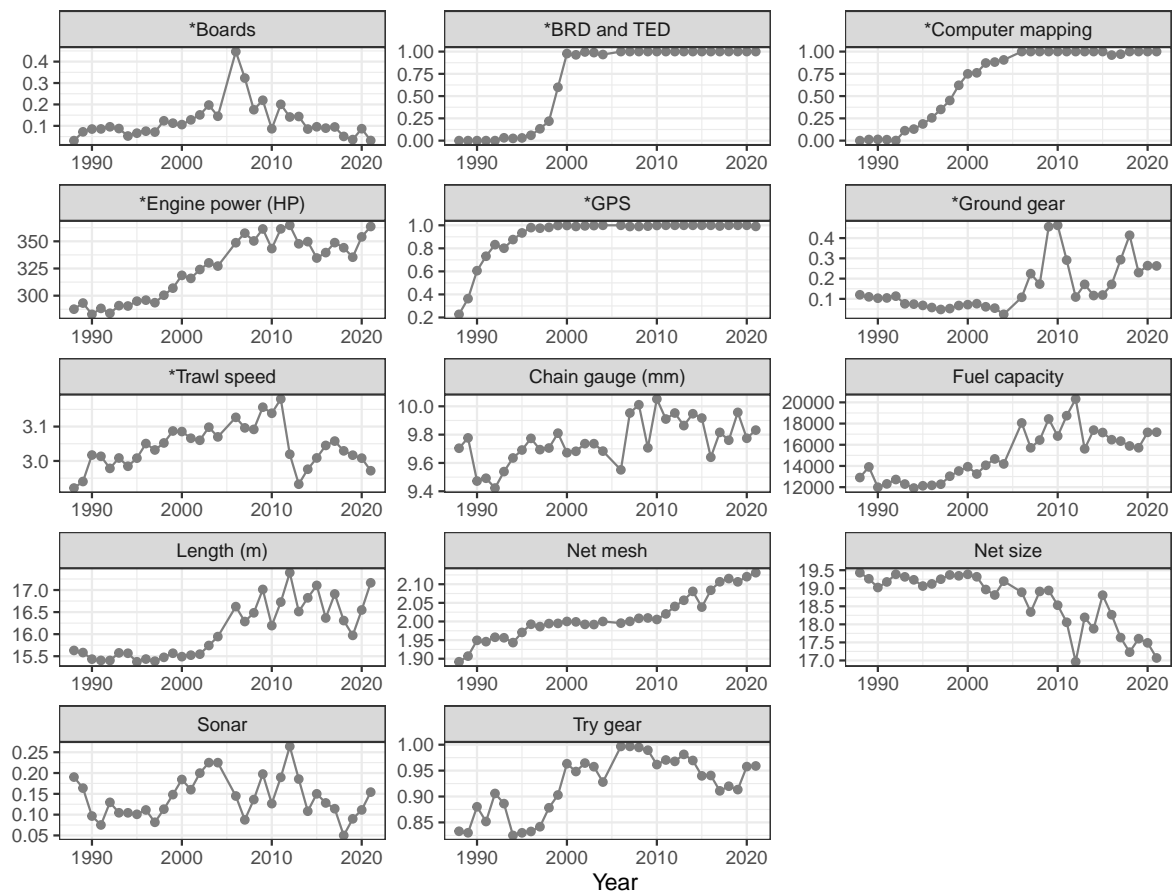 *Boards
*BRD and TED
*Computer mapping
0.4
0.3
0.2
0.1
1.00
0.75
0.50
0.25
0.00
1.00
0.75
0.50
0.25
0.00
1990 2000 2010 2020
1990 2000 2010 2020
1990 2000 2010 2020
*Engine power (HP)
*GPS
*Ground gear
350
325
300
1.0
0.8
0.6
0.4
0.2
0.4
0.3
0.2
0.1
1990 2000 2010 2020
1990 2000 2010 2020
1990 2000 2010 2020
*Trawl speed
Chain gauge (mm)
Fuel capacity
3.1
3.0
10.0
9.8
9.6
9.4
20000
18000
16000
14000
12000
1990 2000 2010 2020
1990 2000 2010 2020
1990 2000 2010 2020
Length (m)
Net mesh
Net size
17.0
16.5
16.0
15.5
2.10
2.05
2.00
1.95
1.90
19.5
19.0
18.5
18.0
17.5
17.0
1990 2000 2010 2020
1990 2000 2010 2020
1990 2000 2010 2020
Sonar
Try gear
0.25
0.20
0.15
0.10
0.05
1.00
0.95
0.90
0.85
1990 2000 2010 2020
1990 2000 2010 2020
Year